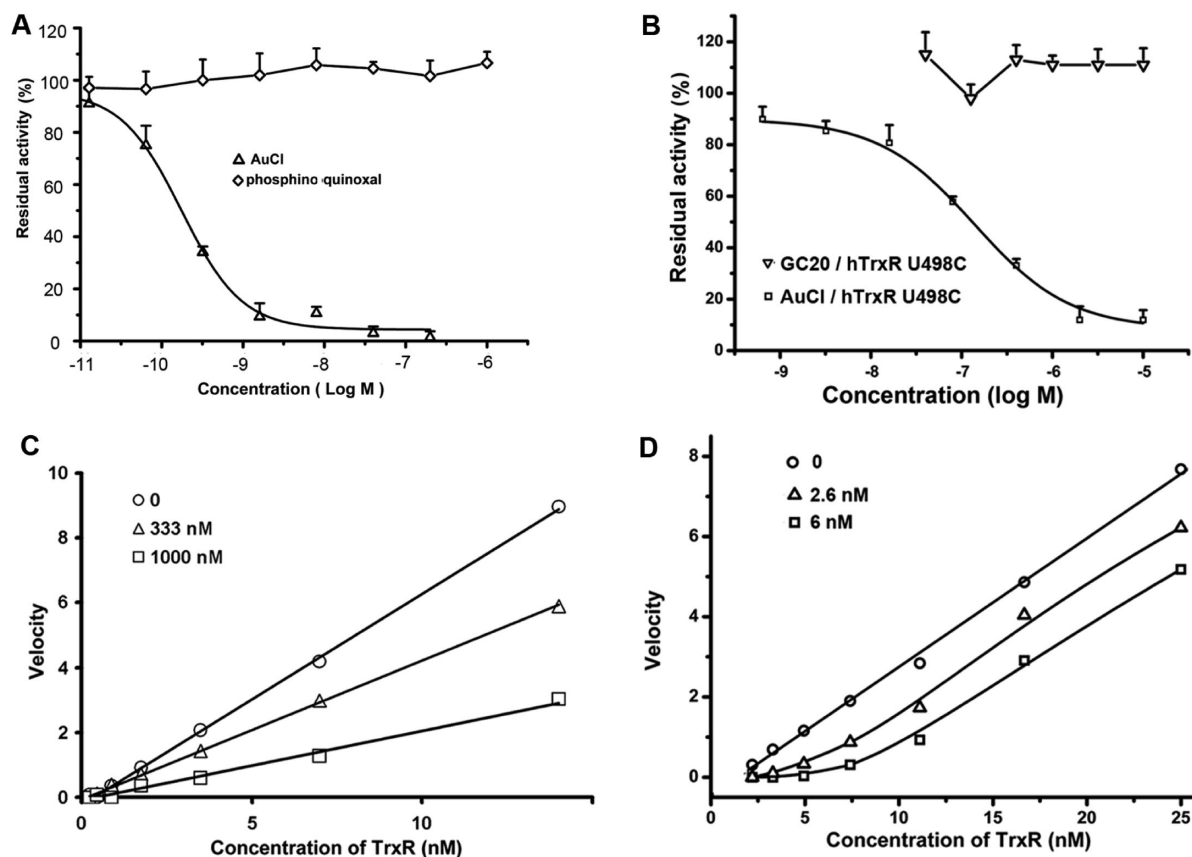 A
120
100
80
60
40
20
0
Residual activity (%)
AuCl
phosphino quinoxal
-11
-10
-9
-8
-7
-6
Concentration ( Log M )
B
120
100
80
60
40
20
0
Residual activity (%)
GC20 / hTrxR U498C
AuCl / hTrxR U498C
-9
-8
-7
-6
-5
Concentration (log M)
C
10
8
6
4
2
0
Velocity
0
333 nM
1000 nM
0
5
10
Concentration of TrxR (nM)
D
8
6
4
2
0
Velocity
0
2.6 nM
6 nM
0
5
10
15
20
25
Concentration of TrxR (nM)